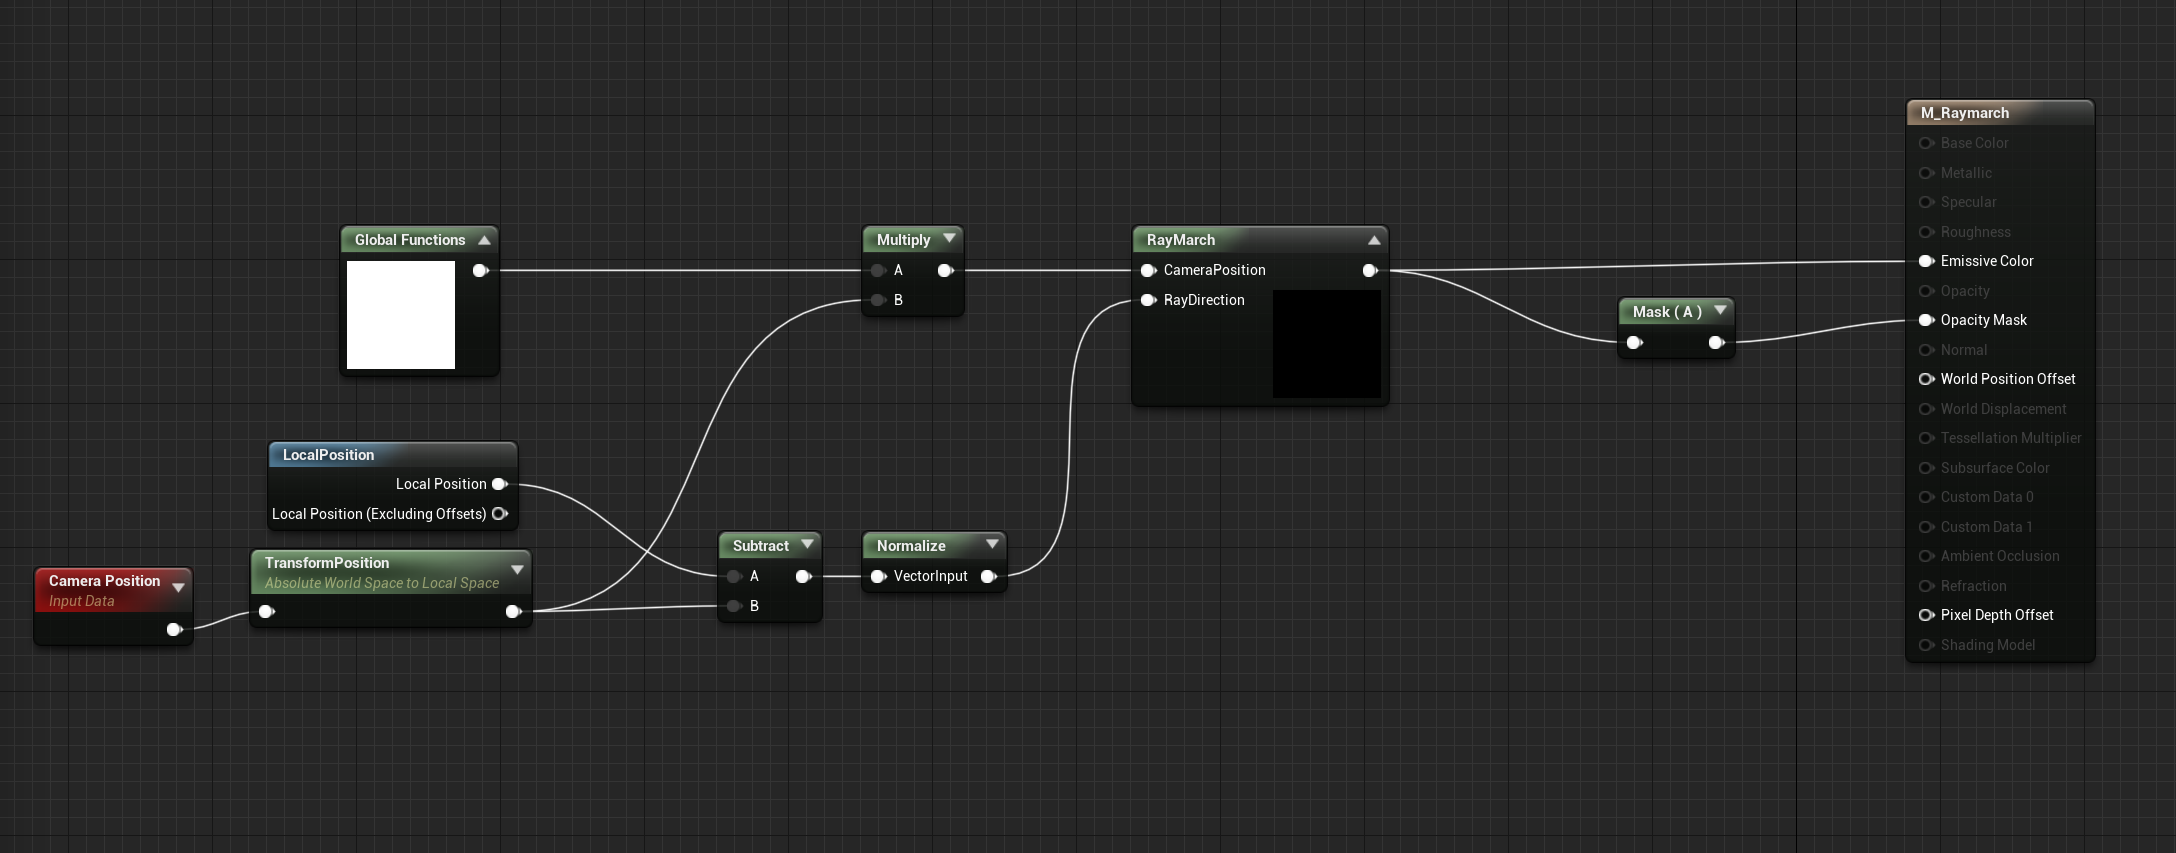 Global Functions
Multiply
A
B
RayMarch
CameraPosition
RayDirection
Mask ( A )
LocalPosition
Local Position
Local Position (Excluding Offsets)
Camera Position
Input Data
TransformPosition
Absolute World Space to Local Space
Subtract
A
B
Normalize
VectorInput
M_Raymarch
Base Color
Metallic
Specular
Roughness
Emissive Color
Opacity
Opacity Mask
Normal
World Position Offset
World Displacement
Tessellation Multiplier
Subsurface Color
Custom Data 0
Custom Data 1
Ambient Occlusion
Refraction
Pixel Depth Offset
Shading Model